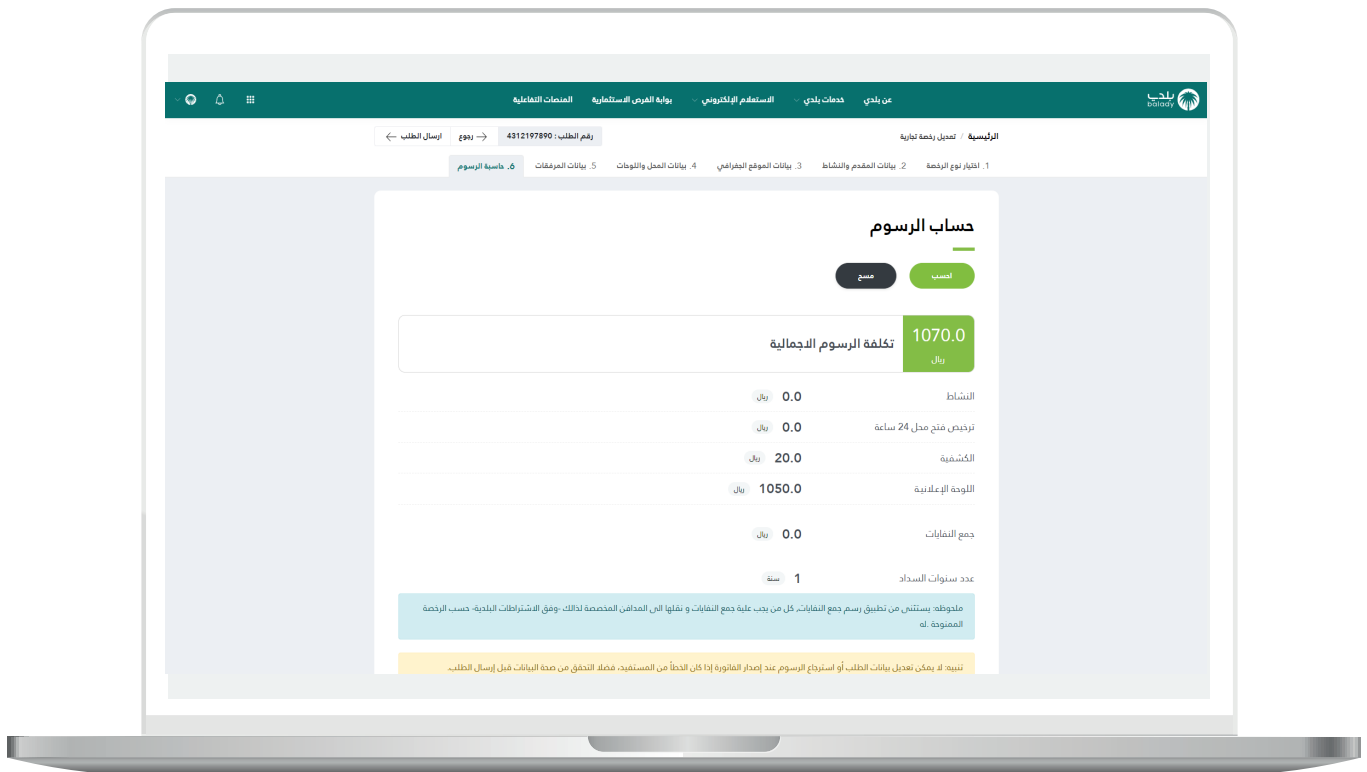 بلدي
balady
عن بلدي
خدمات بلدي
الاستعلام الإلكتروني
بوابة الفرص الاستثمارية
المنصات التفاعلية
الرئيسية / تعديل رخصة تجارية
رقم الطلب : 4312197890
رجوع
ارسال الطلب
1. اختيار نوع الرخصة
2. بيانات المقدم والنشاط
3. بيانات الموقع الجغرافي
4. بيانات المحل واللوحات
5. بيانات المرفقات
6. حاسبة الرسوم
حساب الرسوم
احسب
مسح
1070.0
ريال
تكلفة الرسوم الاجمالية
النشاط 0.0 ريال
ترخيص فتح محل 24 ساعة 0.0 ريال
الكشفية 20.0 ريال
اللوحة الإعلانية 1050.0 ريال
جمع النفايات 0.0 ريال
عدد سنوات السداد 1 سنة
ملحوظه: يستثنى من تطبيق رسم جمع النفايات, كل من يجب علية جمع النفايات و نقلها الى المدافن المخصصة لذالك -وفق الاشتراطات البلدية- حسب الرخصة
الممنوحة .له
تنبيه: لا يمكن تعديل بيانات الطلب أو استرجاع الرسوم عند إصدار الفاتورة إذا كان الخطأ من المستفيد، فضلا التحقق من صحة البيانات قبل إرسال الطلب.